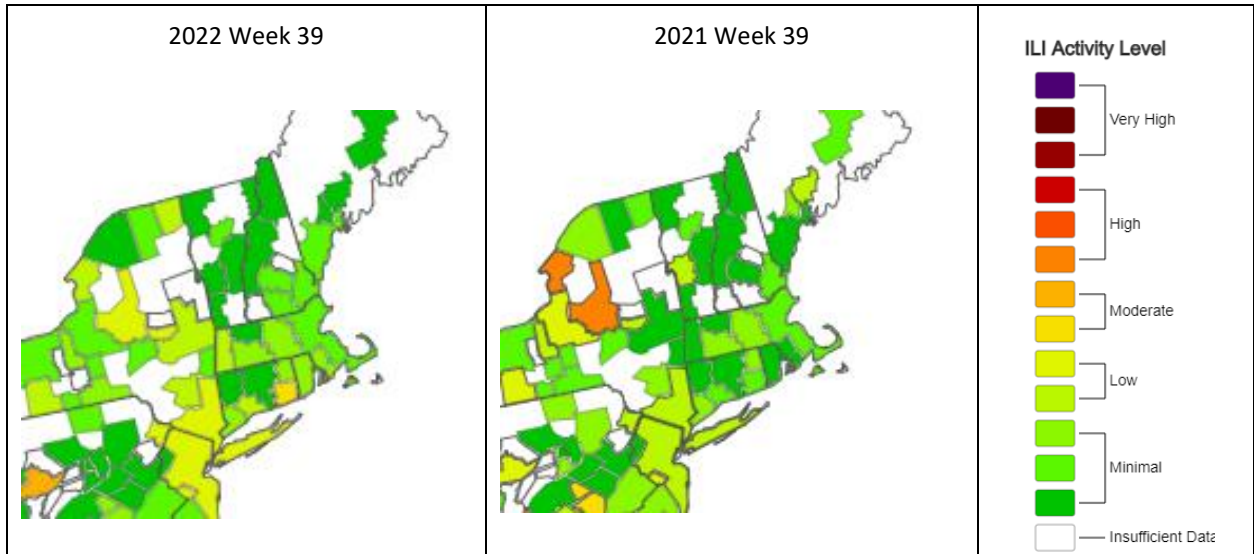 2022 Week 39
2021 Week 39
ILI Activity Level
Very High
High
Moderate
Low
Minimal
Insufficient Data